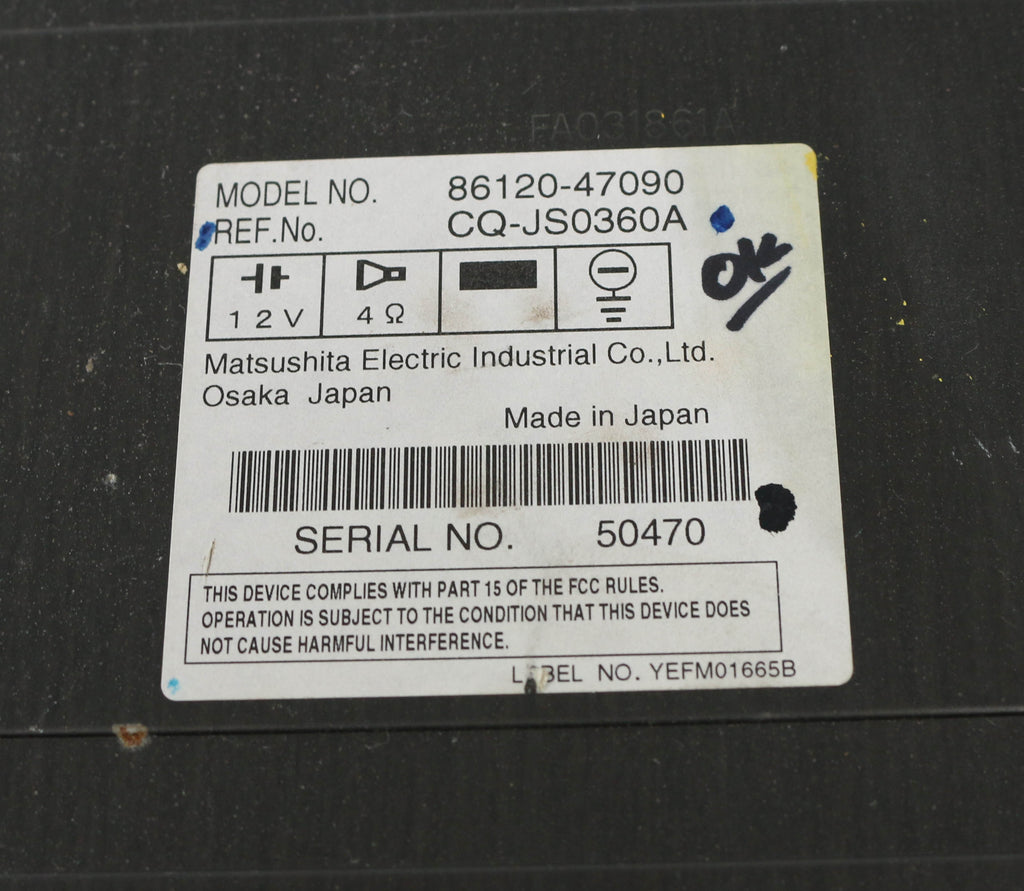 FA031861A
MODEL NO. 86120-47090
REF.No. CQ-JS0360A
OK
12V 4Ω
Matsushita Electric Industrial Co.,Ltd.
Osaka Japan
Made in Japan
SERIAL NO. 50470
THIS DEVICE COMPLIES WITH PART 15 OF THE FCC RULES.
OPERATION IS SUBJECT TO THE CONDITION THAT THIS DEVICE DOES
NOT CAUSE HARMFUL INTERFERENCE.
LABEL NO. YEFM01665B